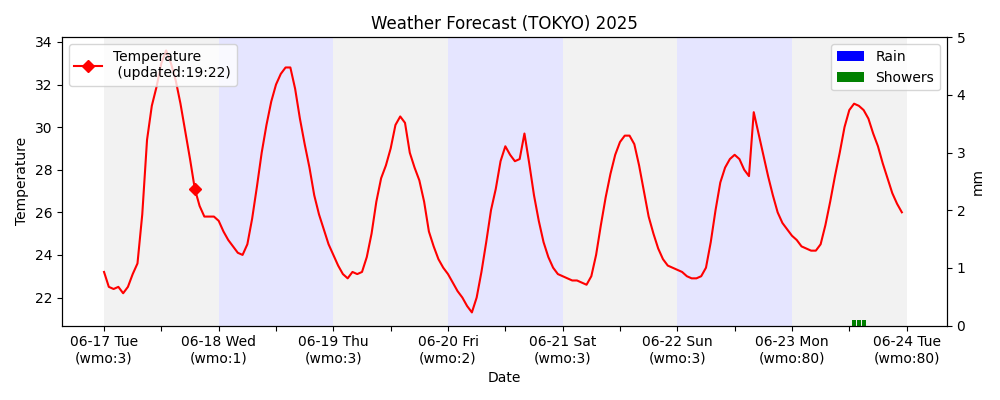 Weather Forecast (TOKYO) 2025
Temperature
(updated:19:22)
Rain
Showers
34
32
30
28
26
24
22
Temperature
5
4
3
2
1
0
mm
06-17 Tue
(wmo:3)
06-18 Wed
(wmo:1)
06-19 Thu
(wmo:3)
06-20 Fri
(wmo:2)
06-21 Sat
(wmo:3)
06-22 Sun
(wmo:3)
06-23 Mon
(wmo:80)
06-24 Tue
(wmo:80)
Date